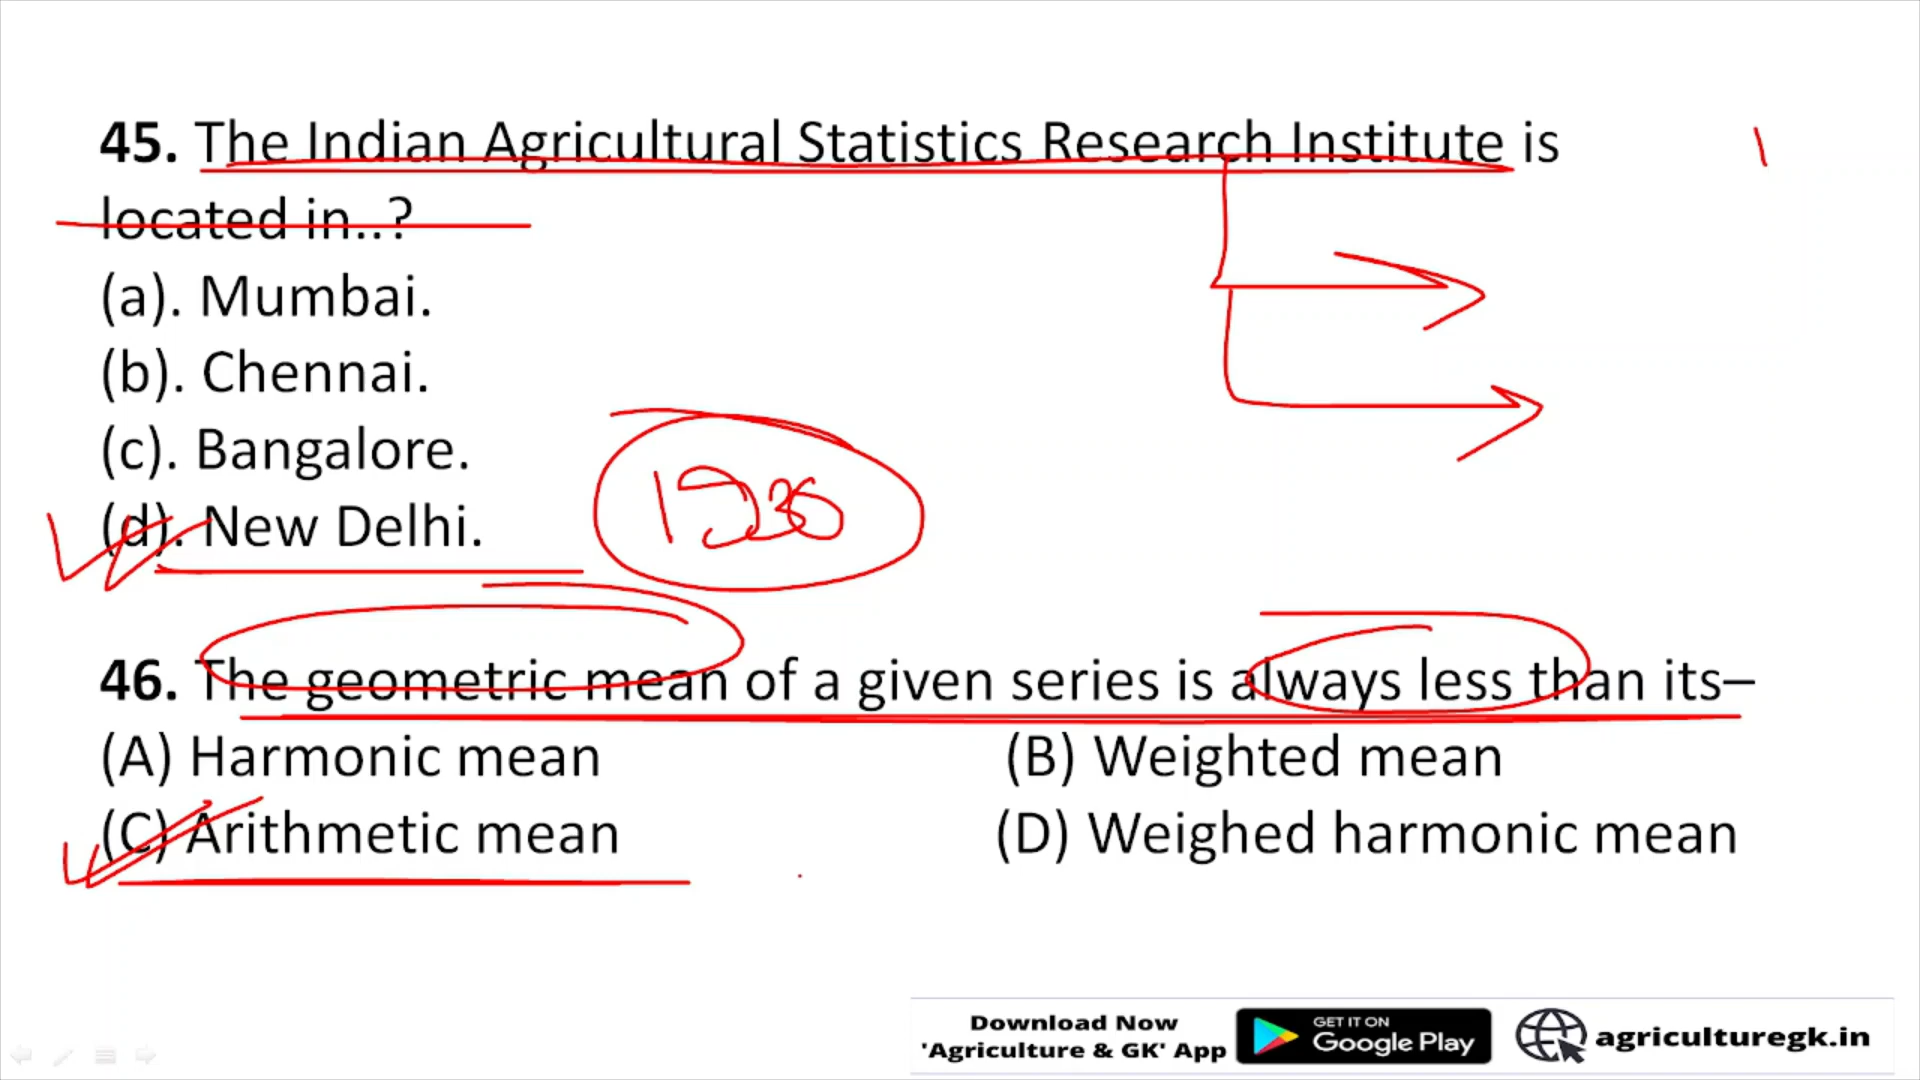 45. The Indian Agricultural Statistics Research Institute is
located in..?
(a). Mumbai.
(b). Chennai.
(c). Bangalore.
(d). New Delhi.
46. The geometric mean of a given series is always less than its–
(A) Harmonic mean (B) Weighted mean
(C) Arithmetic mean (D) Weighed harmonic mean
Download Now
'Agriculture & GK' App
GET IT ON
Google Play
agriculturegk.in